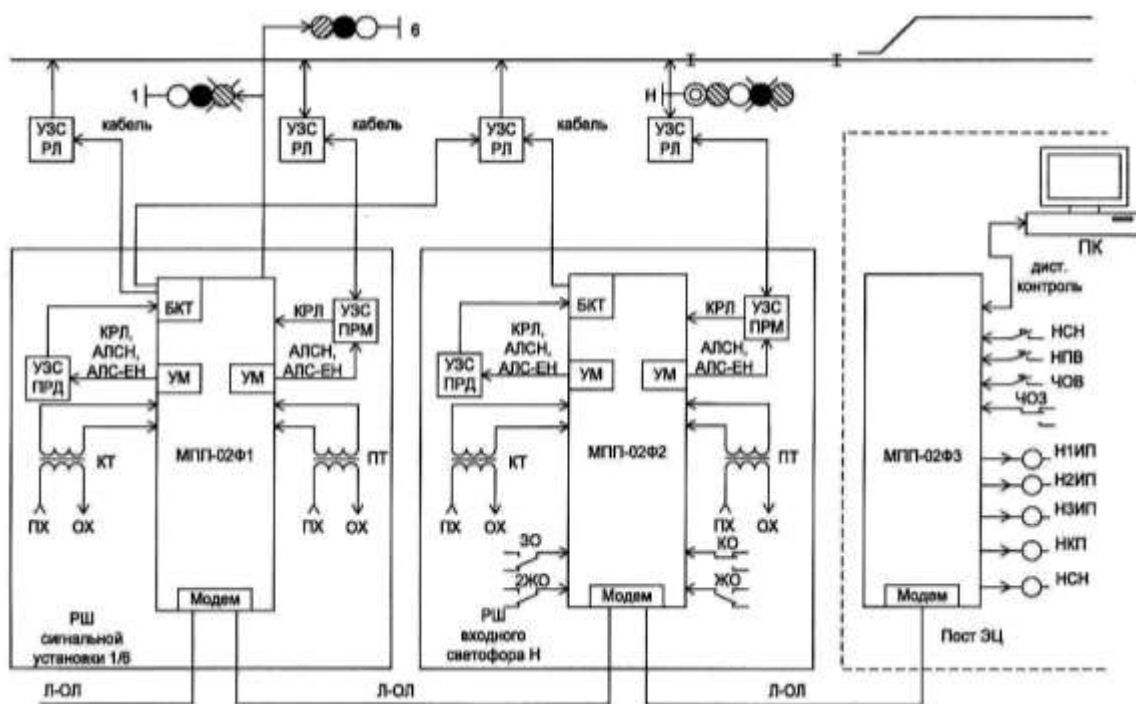 6
1
Н
кабель
кабель
кабель
УЗС
РЛ
УЗС
РЛ
УЗС
РЛ
УЗС
РЛ
ПК
дист.
контроль
БКТ
КРЛ
УЗС
ПРМ
КРЛ,
АЛСН,
АЛС-ЕН
АЛСН,
АЛС-ЕН
УЗС
ПРД
УМ
УМ
МПП-02Ф1
КТ
ПТ
ПХ
ОХ
ПХ
ОХ
Модем
РШ
сигнальной
установки 1/6
БКТ
КРЛ
УЗС
ПРМ
КРЛ,
АЛСН,
АЛС-ЕН
АЛСН,
АЛС-ЕН
УЗС
ПРД
УМ
УМ
МПП-02Ф2
КТ
ПТ
ПХ
ОХ
ПХ
ОХ
ЗО
КО
2ЖО
ЖО
Модем
РШ
входного
светофора Н
НСН
НПВ
ЧОВ
ЧОЗ
МПП-02Ф3
Н1ИП
Н2ИП
Н3ИП
НКП
НСН
Модем
Пост ЭЦ
Л-ОЛ
Л-ОЛ
Л-ОЛ